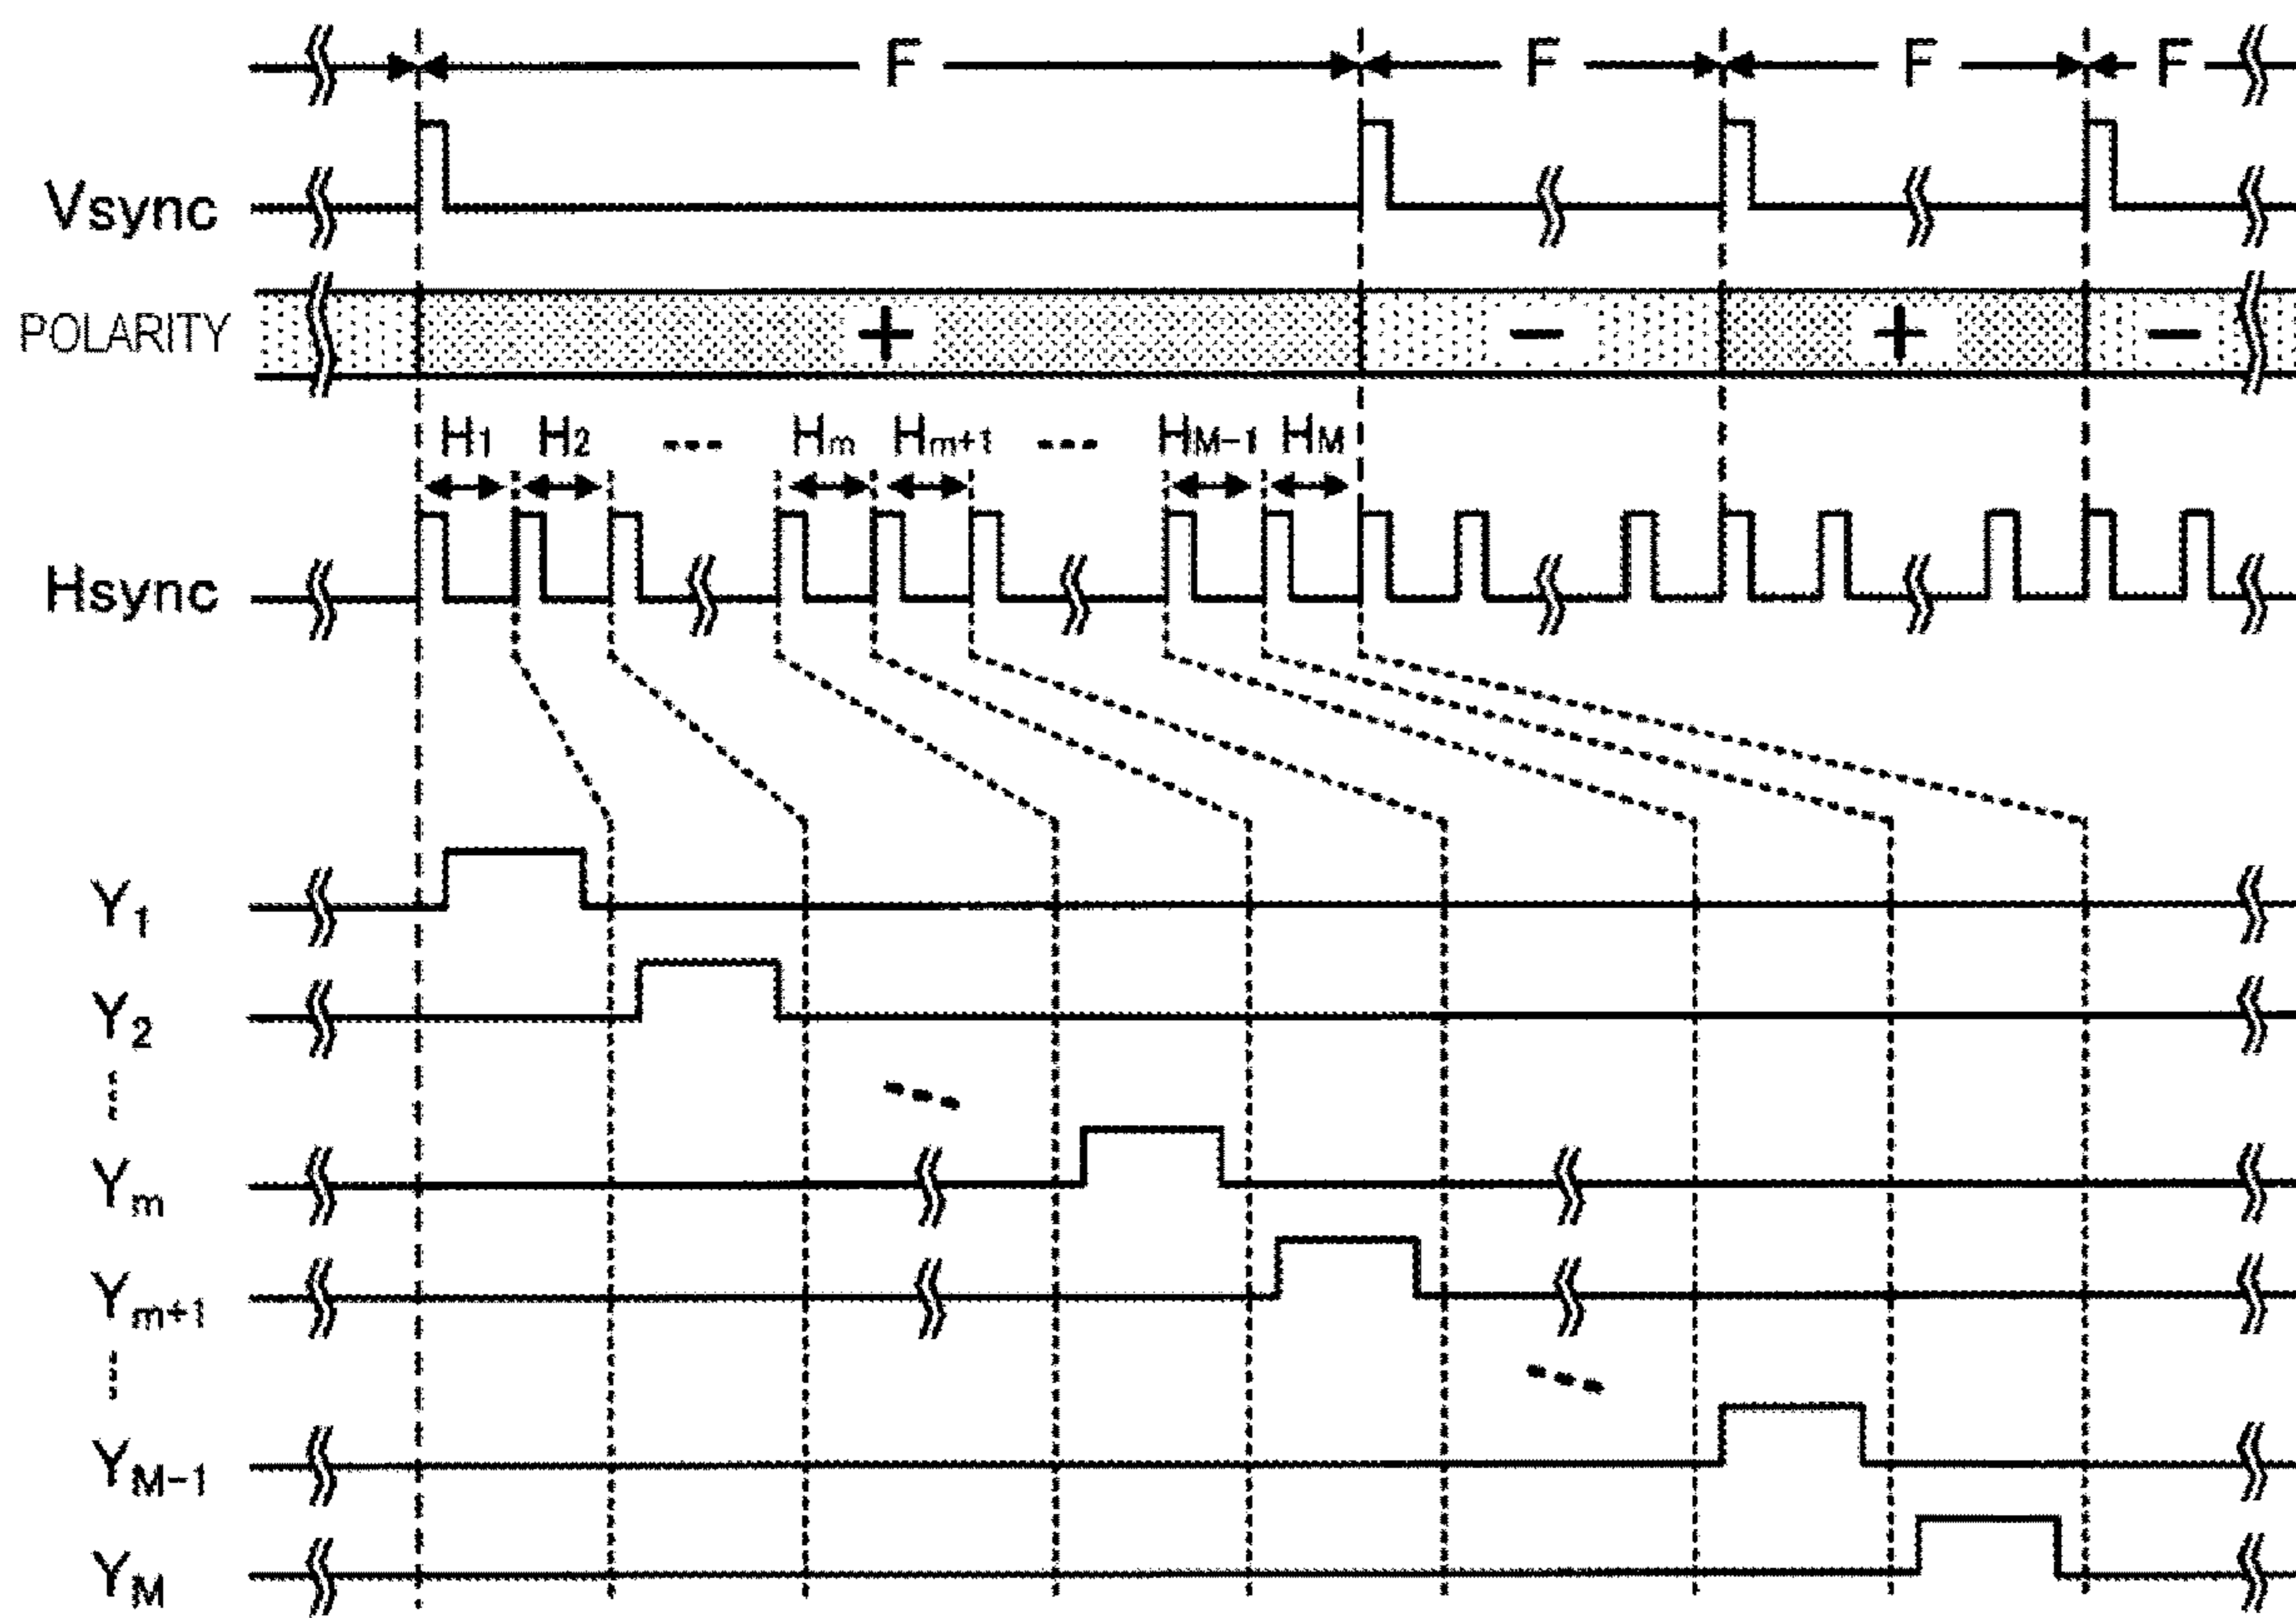 F F F F
Vsync
POLARITY + − + −
H1 H2 --- Hm Hm+1 --- HM−1 HM
Hsync
Y1
Y2
Ym
Ym+1
YM−1
YM